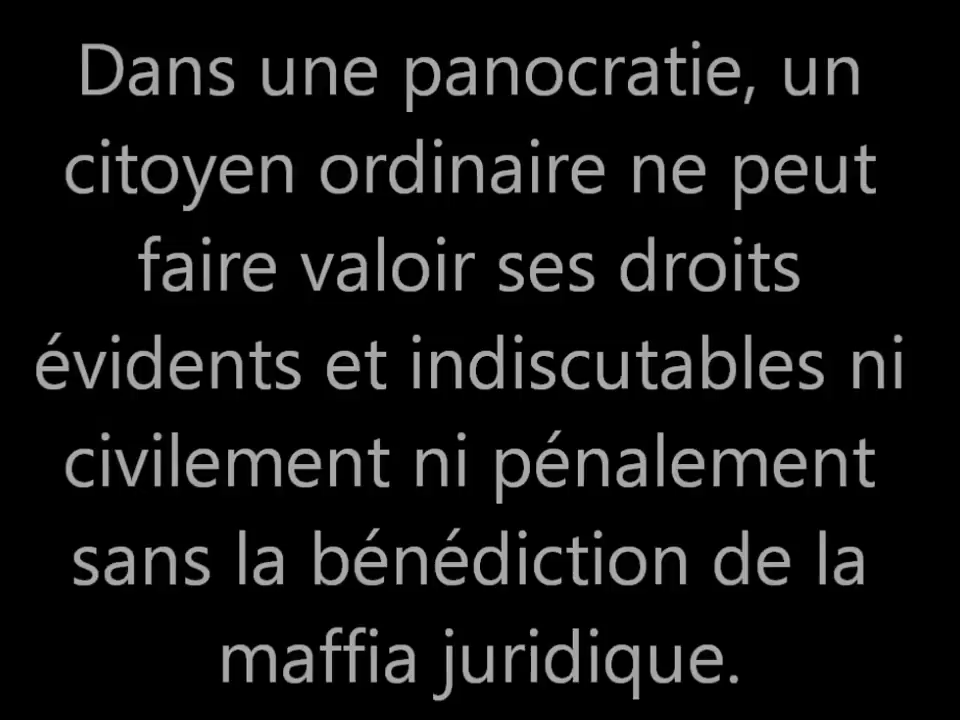 Dans une panocratie, un
citoyen ordinaire ne peut
faire valoir ses droits
évidents et indiscutables ni
civilement ni pénalement
sans la bénédiction de la
maffia juridique.